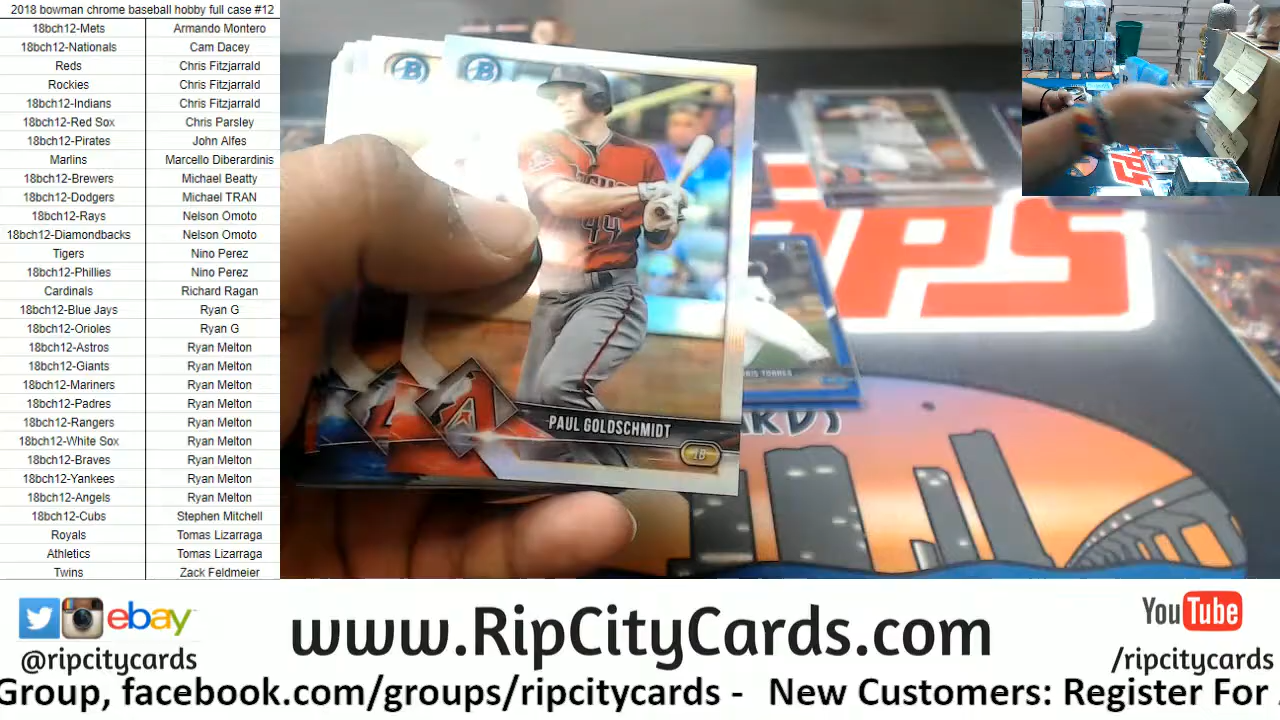 2018 bowman chrome baseball hobby full case #12
18bch12-Mets Armando Montero
18bch12-Nationals Cam Dacey
Reds Chris Fitzjarrald
Rockies Chris Fitzjarrald
18bch12-Indians Chris Fitzjarrald
18bch12-Red Sox Chris Parsley
18bch12-Pirates John Alfes
Marlins Marcello Diberardinis
18bch12-Brewers Michael Beatty
18bch12-Dodgers Michael TRAN
18bch12-Rays Nelson Omoto
18bch12-Diamondbacks Nelson Omoto
Tigers Nino Perez
18bch12-Phillies Nino Perez
Cardinals Richard Ragan
18bch12-Blue Jays Ryan G
18bch12-Orioles Ryan G
18bch12-Astros Ryan Melton
18bch12-Giants Ryan Melton
18bch12-Mariners Ryan Melton
18bch12-Padres Ryan Melton
18bch12-Rangers Ryan Melton
18bch12-White Sox Ryan Melton
18bch12-Braves Ryan Melton
18bch12-Yankees Ryan Melton
18bch12-Angels Ryan Melton
18bch12-Cubs Stephen Mitchell
Royals Tomas Lizarraga
Athletics Tomas Lizarraga
Twins Zack Feldmeier
B
B
44
A
PAUL GOLDSCHMIDT
1B
TORRES
PS
ARDS
ebay
@ripcitycards
www.RipCityCards.com
YouTube
/ripcitycards
Group, facebook.com/groups/ripcitycards - New Customers: Register For